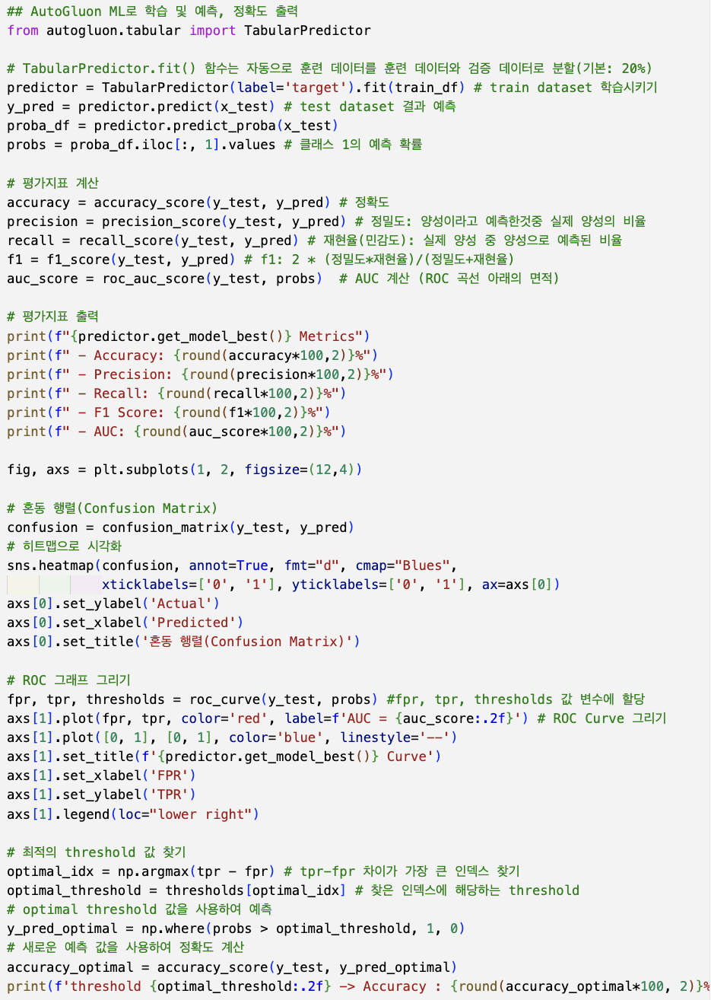 ## AutoGluon ML로 학습 및 예측, 정확도 출력
from autogluon.tabular import TabularPredictor
# TabularPredictor.fit() 함수는 자동으로 훈련 데이터를 훈련 데이터와 검증 데이터로 분할(기본: 20%)
predictor = TabularPredictor(label='target').fit(train_df) # train dataset 학습시키기
y_pred = predictor.predict(x_test) # test dataset 결과 예측
proba_df = predictor.predict_proba(x_test)
probs = proba_df.iloc[:, 1].values # 클래스 1의 예측 확률
# 평가지표 계산
accuracy = accuracy_score(y_test, y_pred) # 정확도
precision = precision_score(y_test, y_pred) # 정밀도: 양성이라고 예측한것중 실제 양성의 비율
recall = recall_score(y_test, y_pred) # 재현율(민감도): 실제 양성 중 양성으로 예측된 비율
f1 = f1_score(y_test, y_pred) # f1: 2 * (정밀도*재현율)/(정밀도+재현율)
auc_score = roc_auc_score(y_test, probs)  # AUC 계산 (ROC 곡선 아래의 면적)
# 평가지표 출력
print(f"{predictor.get_model_best()} Metrics")
print(f" - Accuracy: {round(accuracy*100,2)}%")
print(f" - Precision: {round(precision*100,2)}%")
print(f" - Recall: {round(recall*100,2)}%")
print(f" - F1 Score: {round(f1*100,2)}%")
print(f" - AUC: {round(auc_score*100,2)}%")
fig, axs = plt.subplots(1, 2, figsize=(12,4))
# 혼동 행렬(Confusion Matrix)
confusion = confusion_matrix(y_test, y_pred)
# 히트맵으로 시각화
sns.heatmap(confusion, annot=True, fmt="d", cmap="Blues",
            xticklabels=['0', '1'], yticklabels=['0', '1'], ax=axs[0])
axs[0].set_ylabel('Actual')
axs[0].set_xlabel('Predicted')
axs[0].set_title('혼동 행렬(Confusion Matrix)')
# ROC 그래프 그리기
fpr, tpr, thresholds = roc_curve(y_test, probs) #fpr, tpr, thresholds 값 변수에 할당
axs[1].plot(fpr, tpr, color='red', label=f'AUC = {auc_score:.2f}') # ROC Curve 그리기
axs[1].plot([0, 1], [0, 1], color='blue', linestyle='--')
axs[1].set_title(f'{predictor.get_model_best()} Curve')
axs[1].set_xlabel('FPR')
axs[1].set_ylabel('TPR')
axs[1].legend(loc="lower right")
# 최적의 threshold 값 찾기
optimal_idx = np.argmax(tpr - fpr) # tpr-fpr 차이가 가장 큰 인덱스 찾기
optimal_threshold = thresholds[optimal_idx] # 찾은 인덱스에 해당하는 threshold
# optimal threshold 값을 사용하여 예측
y_pred_optimal = np.where(probs > optimal_threshold, 1, 0)
# 새로운 예측 값을 사용하여 정확도 계산
accuracy_optimal = accuracy_score(y_test, y_pred_optimal)
print(f'threshold {optimal_threshold:.2f} -> Accuracy : {round(accuracy_optimal*100, 2)}%